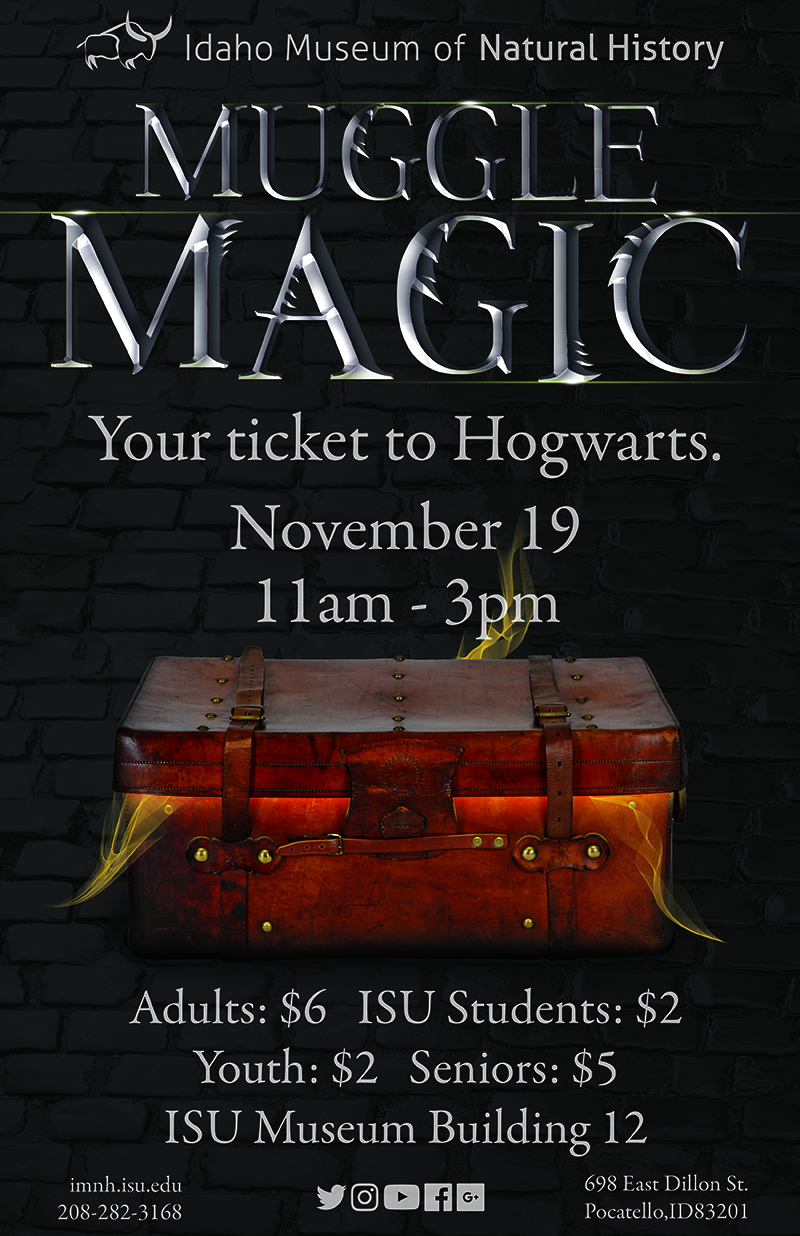 Idaho Museum of Natural History
MUGGLE
MAGIC
Your ticket to Hogwarts.
November 19
11am - 3pm
Adults: $6 ISU Students: $2
Youth: $2 Seniors: $5
ISU Museum Building 12
imnh.isu.edu
208-282-3168
G+
698 East Dillon St.
Pocatello,ID83201